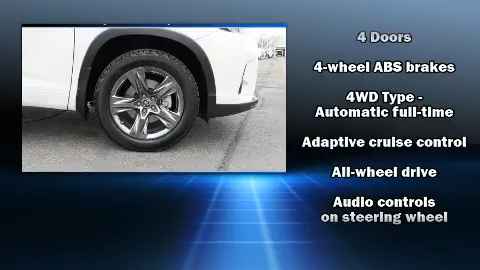 4 Doors
4-wheel ABS brakes
4WD Type -
Automatic full-time
Adaptive cruise control
All-wheel drive
Audio controls
on steering wheel